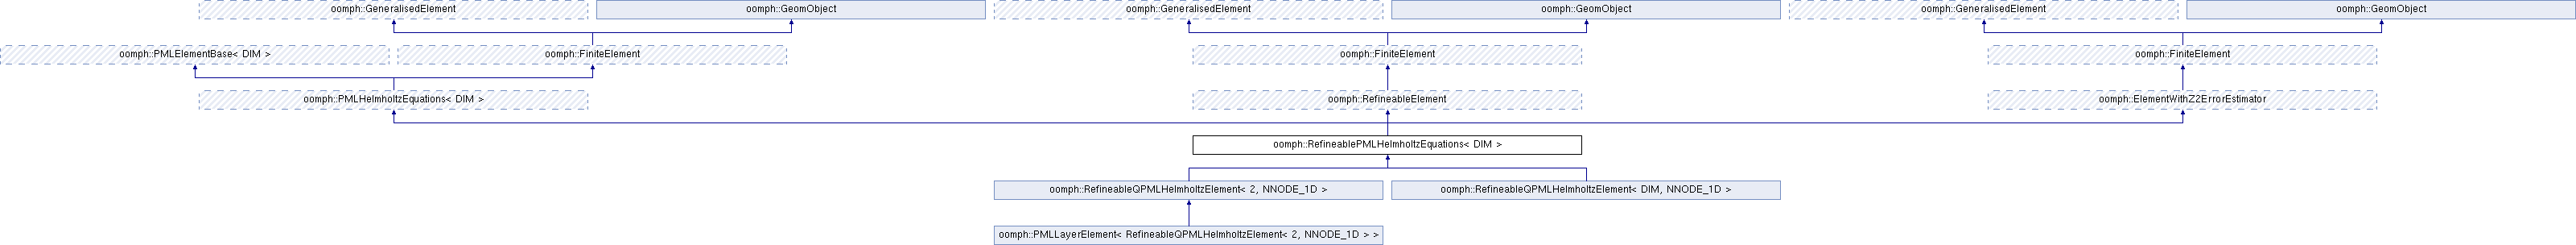 oomph::GeneralisedElement
oomph::GeomObject
oomph::GeneralisedElement
oomph::GeomObject
oomph::GeneralisedElement
oomph::GeomObject
oomph::PMLElementBase< DIM >
oomph::FiniteElement
oomph::FiniteElement
oomph::FiniteElement
oomph::PMLHelmholtzEquations< DIM >
oomph::RefineableElement
oomph::ElementWithZ2ErrorEstimator
oomph::RefineablePMLHelmholtzEquations< DIM >
oomph::RefineableQPMLHelmholtzElement< 2, NNODE_1D >
oomph::RefineableQPMLHelmholtzElement< DIM, NNODE_1D >
oomph::PMLLayerElement< RefineableQPMLHelmholtzElement< 2, NNODE_1D > >